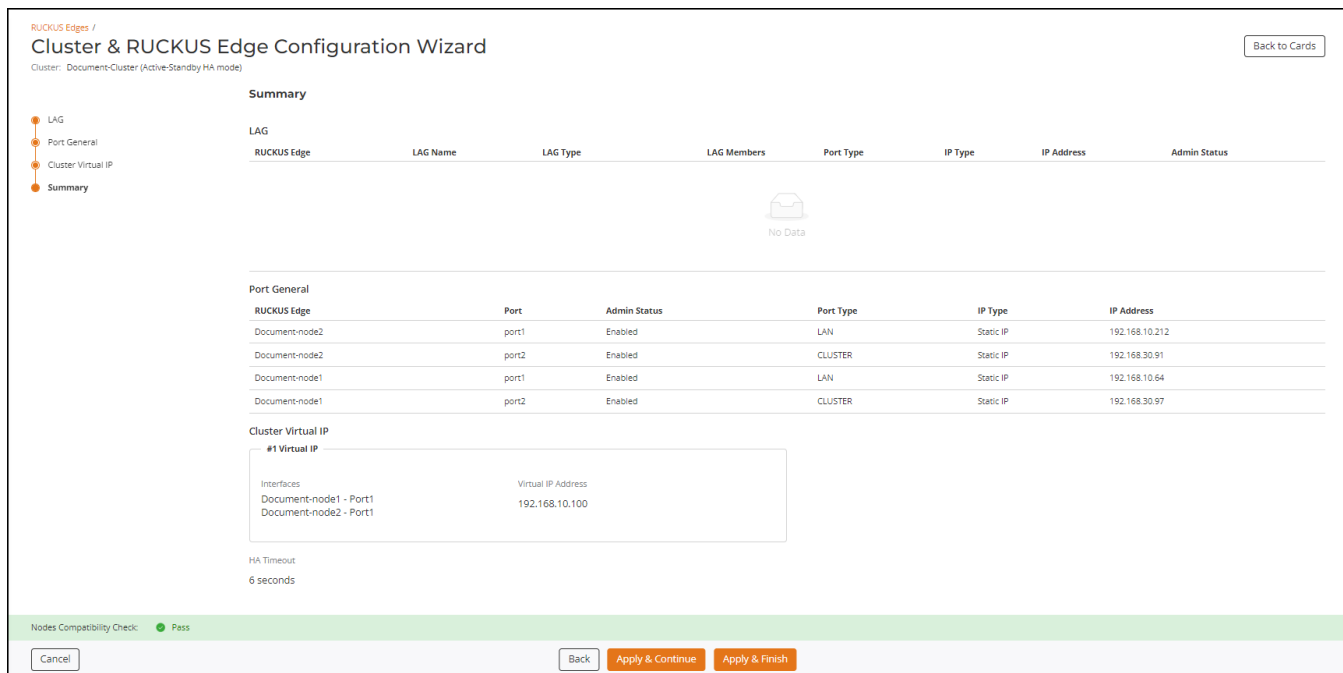 RUCKUS Edges /
Cluster & RUCKUS Edge Configuration Wizard
Back to Cards
Cluster: Document-Cluster (Active-Standby HA mode)
LAG
Port General
Cluster Virtual IP
Summary
Summary
LAG
RUCKUS Edge LAG Name LAG Type LAG Members Port Type IP Type IP Address Admin Status
No Data
Port General
RUCKUS Edge Port Admin Status Port Type IP Type IP Address
Document-node2 port1 Enabled LAN Static IP 192.168.10.212
Document-node2 port2 Enabled CLUSTER Static IP 192.168.30.91
Document-node1 port1 Enabled LAN Static IP 192.168.10.64
Document-node1 port2 Enabled CLUSTER Static IP 192.168.30.97
Cluster Virtual IP
#1 Virtual IP
Interfaces Virtual IP Address
Document-node1 - Port1 192.168.10.100
Document-node2 - Port1
HA Timeout
6 seconds
Nodes Compatibility Check: Pass
Cancel Back Apply & Continue Apply & Finish